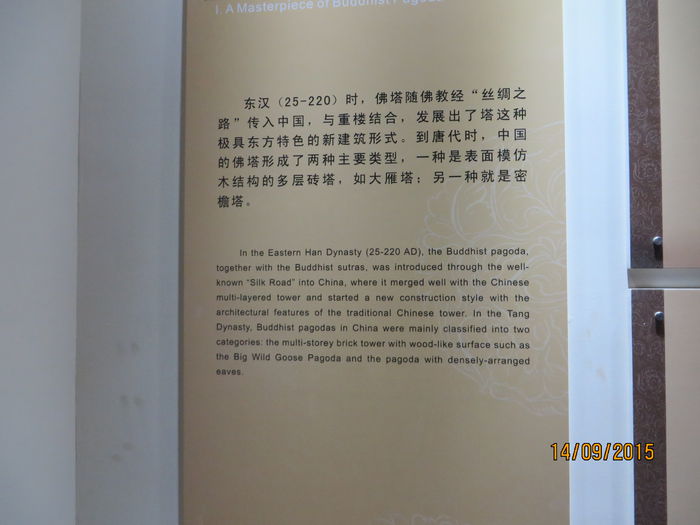 I. A Masterpiece of Buddhist Pagoda
东汉（25-220）时，佛塔随佛教经“丝绸之
路”传入中国，与重楼结合，发展出了塔这种
极具东方特色的新建筑形式。到唐代时，中国
的佛塔形成了两种主要类型，一种是表面模仿
木结构的多层砖塔，如大雁塔；另一种就是密
檐塔。
In the Eastern Han Dynasty (25-220 AD), the Buddhist pagoda,
together with the Buddhist sutras, was introduced through the well-
known “Silk Road” into China, where it merged well with the Chinese
multi-layered tower and started a new construction style with the
architectural features of the traditional Chinese tower. In the Tang
Dynasty, Buddhist pagodas in China were mainly classified into two
categories: the multi-storey brick tower with wood-like surface such as
the Big Wild Goose Pagoda and the pagoda with densely-arranged
eaves.
14/09/2015